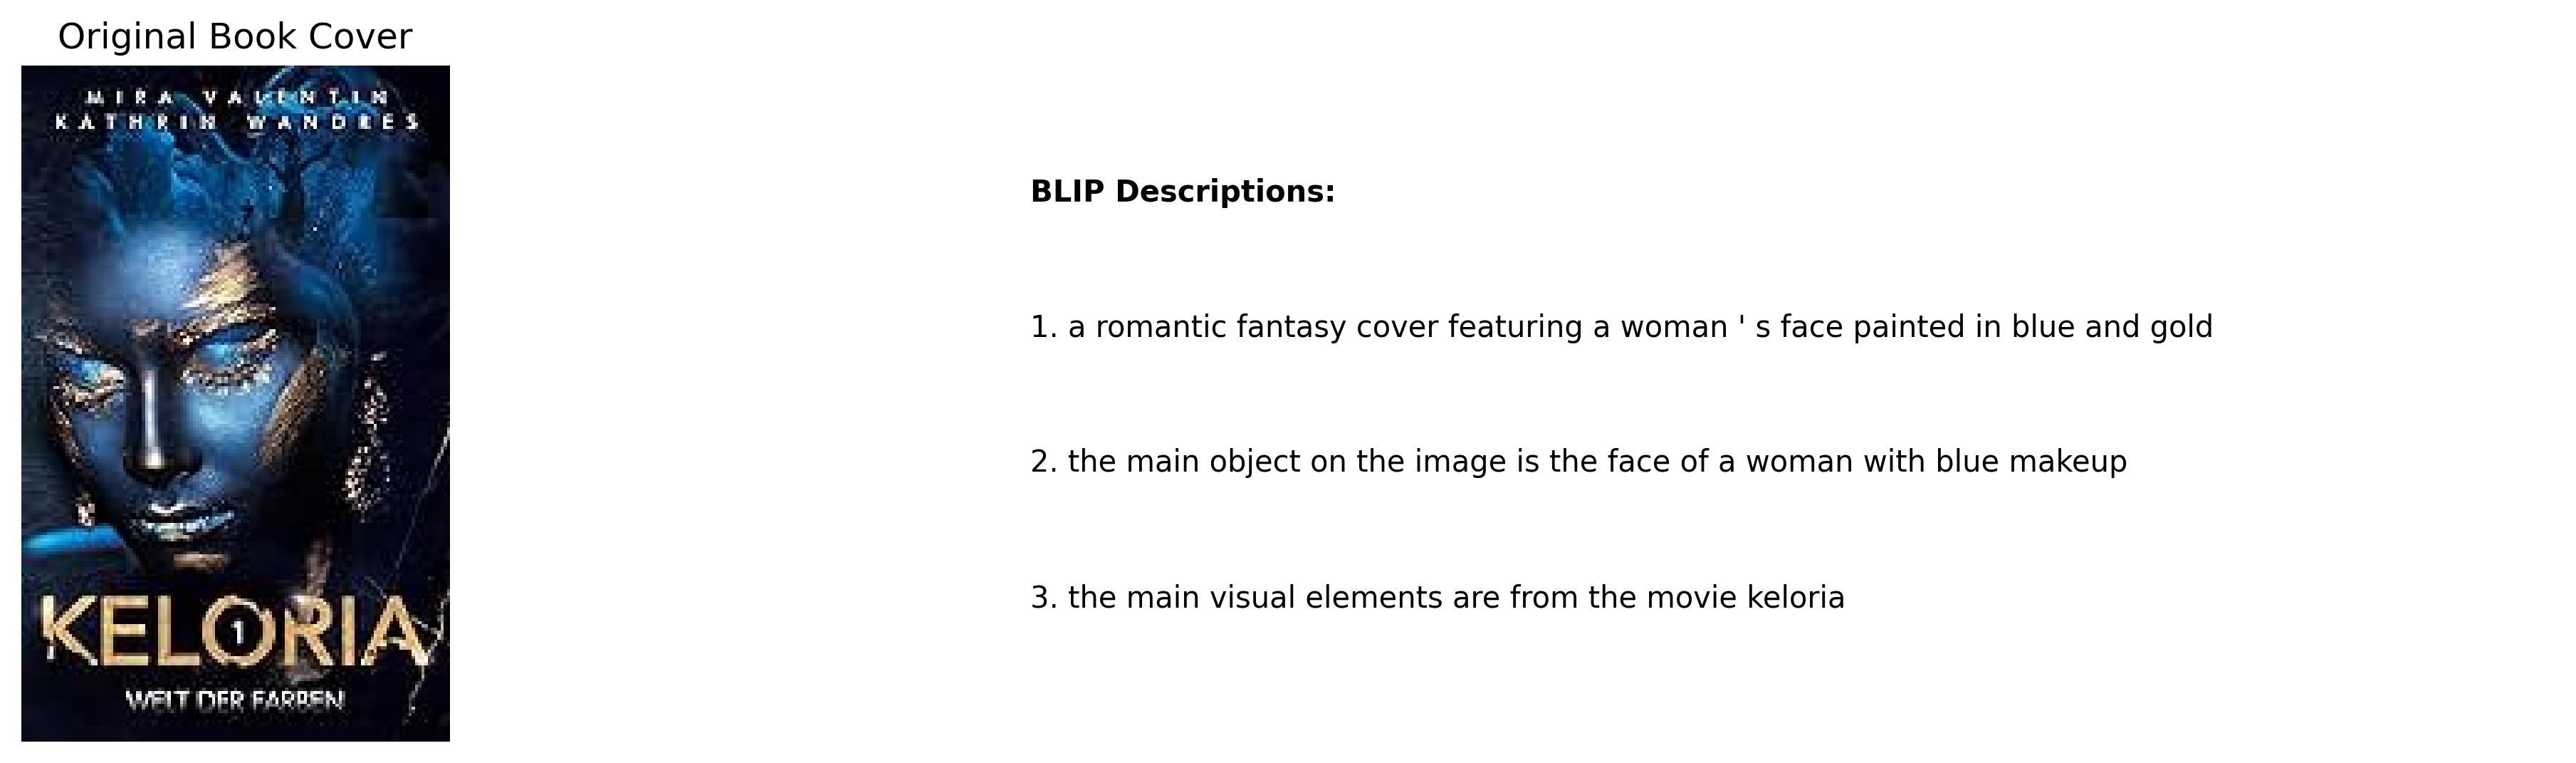 Original Book Cover
MIRA VALENTIN
KATHRIN WANDRES
KELORIA
1
WELT DER FARBEN
BLIP Descriptions:
1. a romantic fantasy cover featuring a woman ' s face painted in blue and gold
2. the main object on the image is the face of a woman with blue makeup
3. the main visual elements are from the movie keloria